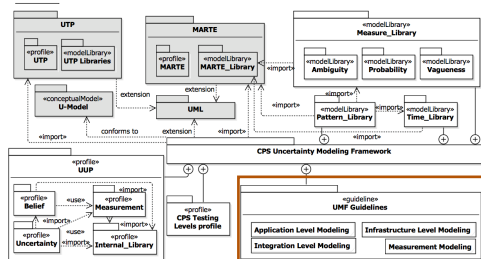 UTP
«profile»
UTP
«modelLibrary»
UTP Libraries
MARTE
«profile»
MARTE
«modelLibrary»
MARTE_Library
«modelLibrary»
Measure_Library
«modelLibrary»
Ambiguity
«modelLibrary»
Probability
«modelLibrary»
Vagueness
«import»
extension
extension
«conceptualModel»
U-Model
UML
«import»
«import»
«modelLibrary»
Pattern_Library
«modelLibrary»
Time_Library
«import»
conforms to
extension
«import»
«import»
CPS Uncertainty Modeling Framework
«profile»
UUP
«profile»
Belief
«import»
«use»
«profile»
Measurement
«import»
«use»
«import»
«profile»
Uncertainty
«import»
«profile»
Internal_Library
«profile»
CPS Testing
Levels profile
«guideline»
UMF Guidelines
Application Level Modeling
Infrastructure Level Modeling
Integration Level Modeling
Measurement Modeling